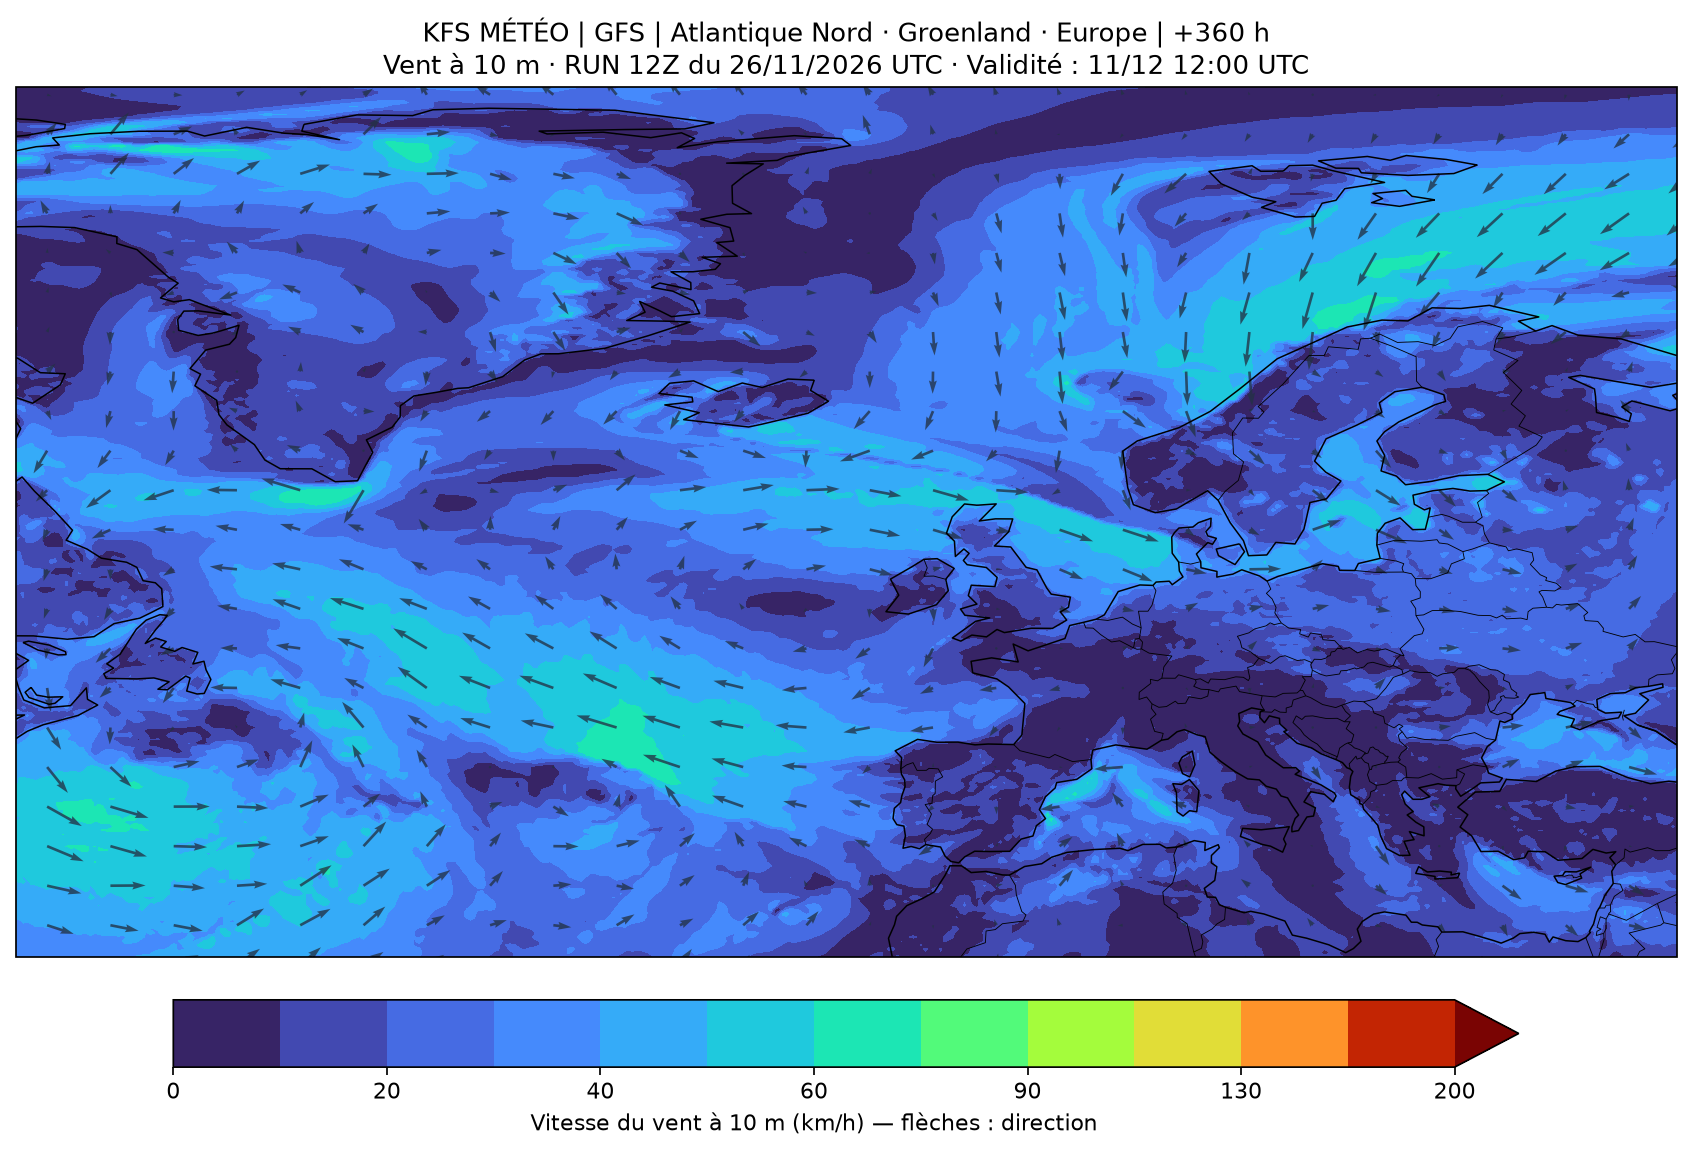 KFS MÉTÉO | GFS | Atlantique Nord · Groenland · Europe | +360 h
Vent à 10 m · RUN 12Z du 26/11/2026 UTC · Validité : 11/12 12:00 UTC
0 20 40 60 90 130 200
Vitesse du vent à 10 m (km/h) — flèches : direction